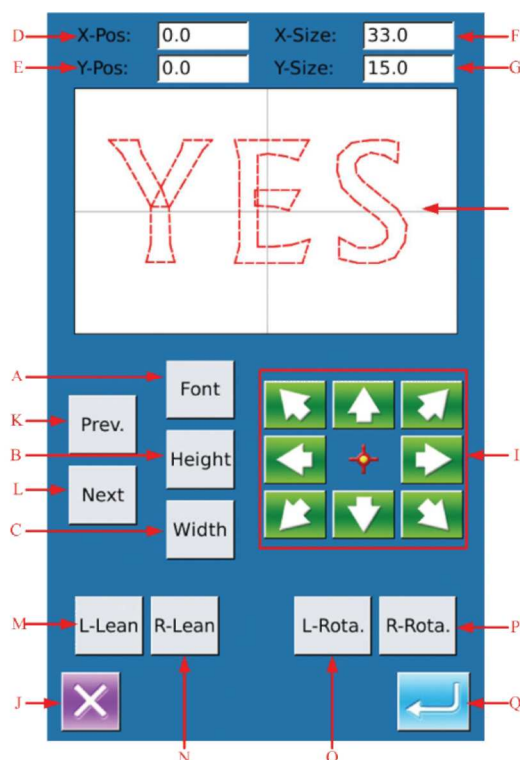 D X-Pos: 0.0 X-Size: 33.0 F
E Y-Pos: 0.0 Y-Size: 15.0 G
YES
A Font
K Prev.
B Height I
L Next
C Width
M L-Lean R-Lean L-Rota. R-Rota. P
J Q
N O